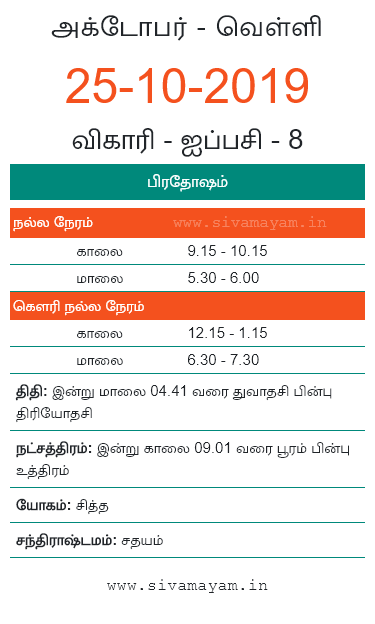 அக்டோபர் - வெள்ளி
25-10-2019
விகாரி - ஐப்பசி - 8
பிரதோஷம்
நல்ல நேரம் www.sivamayam.in
காலை 9.15 - 10.15
மாலை 5.30 - 6.00
கௌரி நல்ல நேரம்
காலை 12.15 - 1.15
மாலை 6.30 - 7.30
திதி: இன்று மாலை 04.41 வரை துவாதசி பின்பு
திரியோதசி
நட்சத்திரம்: இன்று காலை 09.01 வரை பூரம் பின்பு
உத்திரம்
யோகம்: சித்த
சந்திராஷ்டமம்: சதயம்
www.sivamayam.in